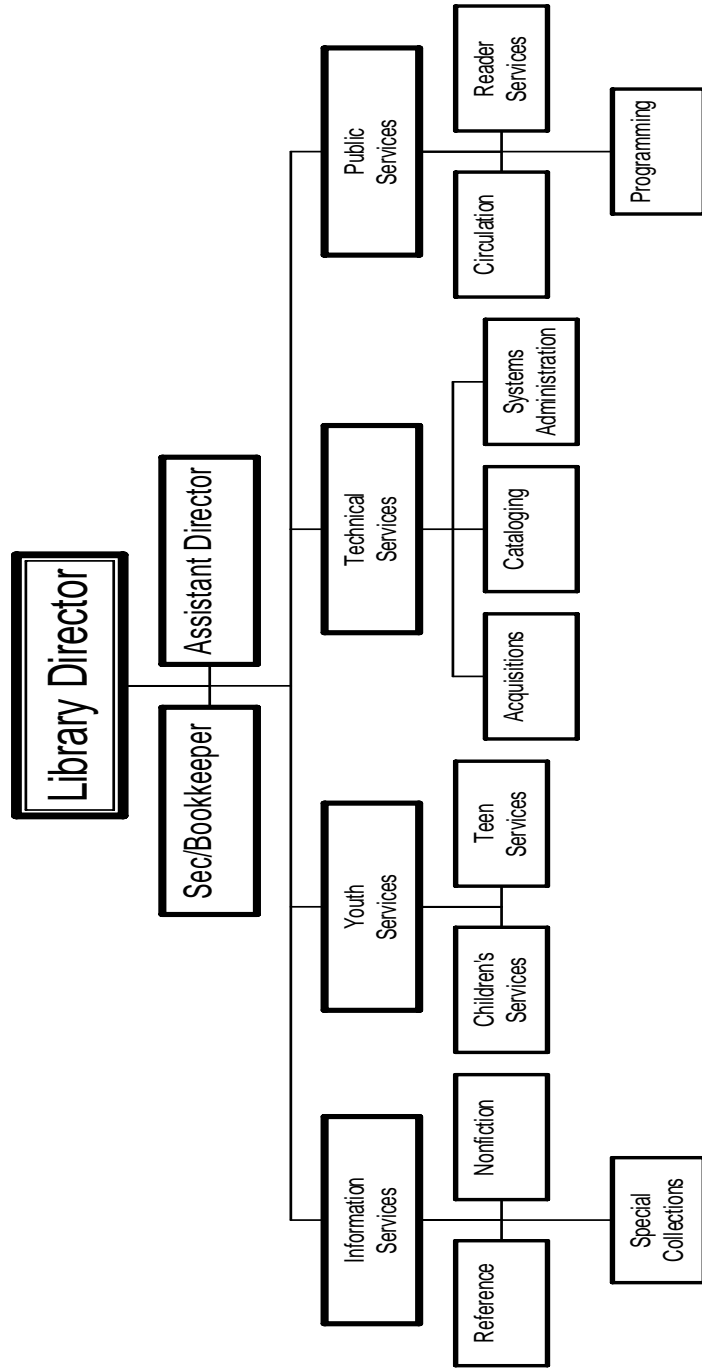 Library Director
Sec/Bookkeeper
Assistant Director
Information
Services
Youth
Services
Technical
Services
Public
Services
Reference
Nonfiction
Special
Collections
Children's
Services
Teen
Services
Acquisitions
Cataloging
Systems
Administration
Circulation
Reader
Services
Programming